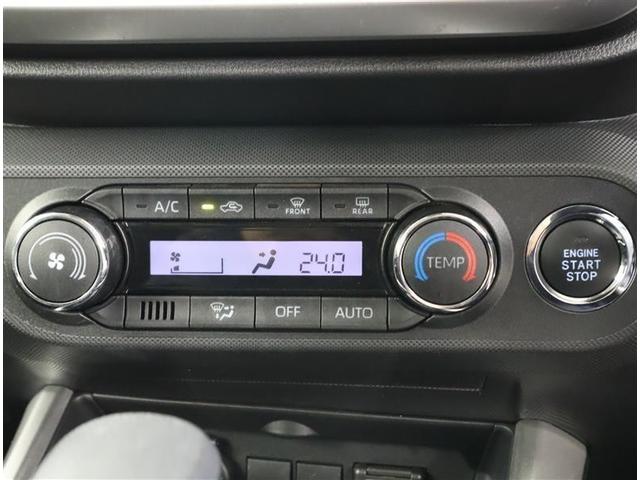 A/C
FRONT
REAR
24.0
TEMP
ENGINE
START
STOP
OFF
AUTO